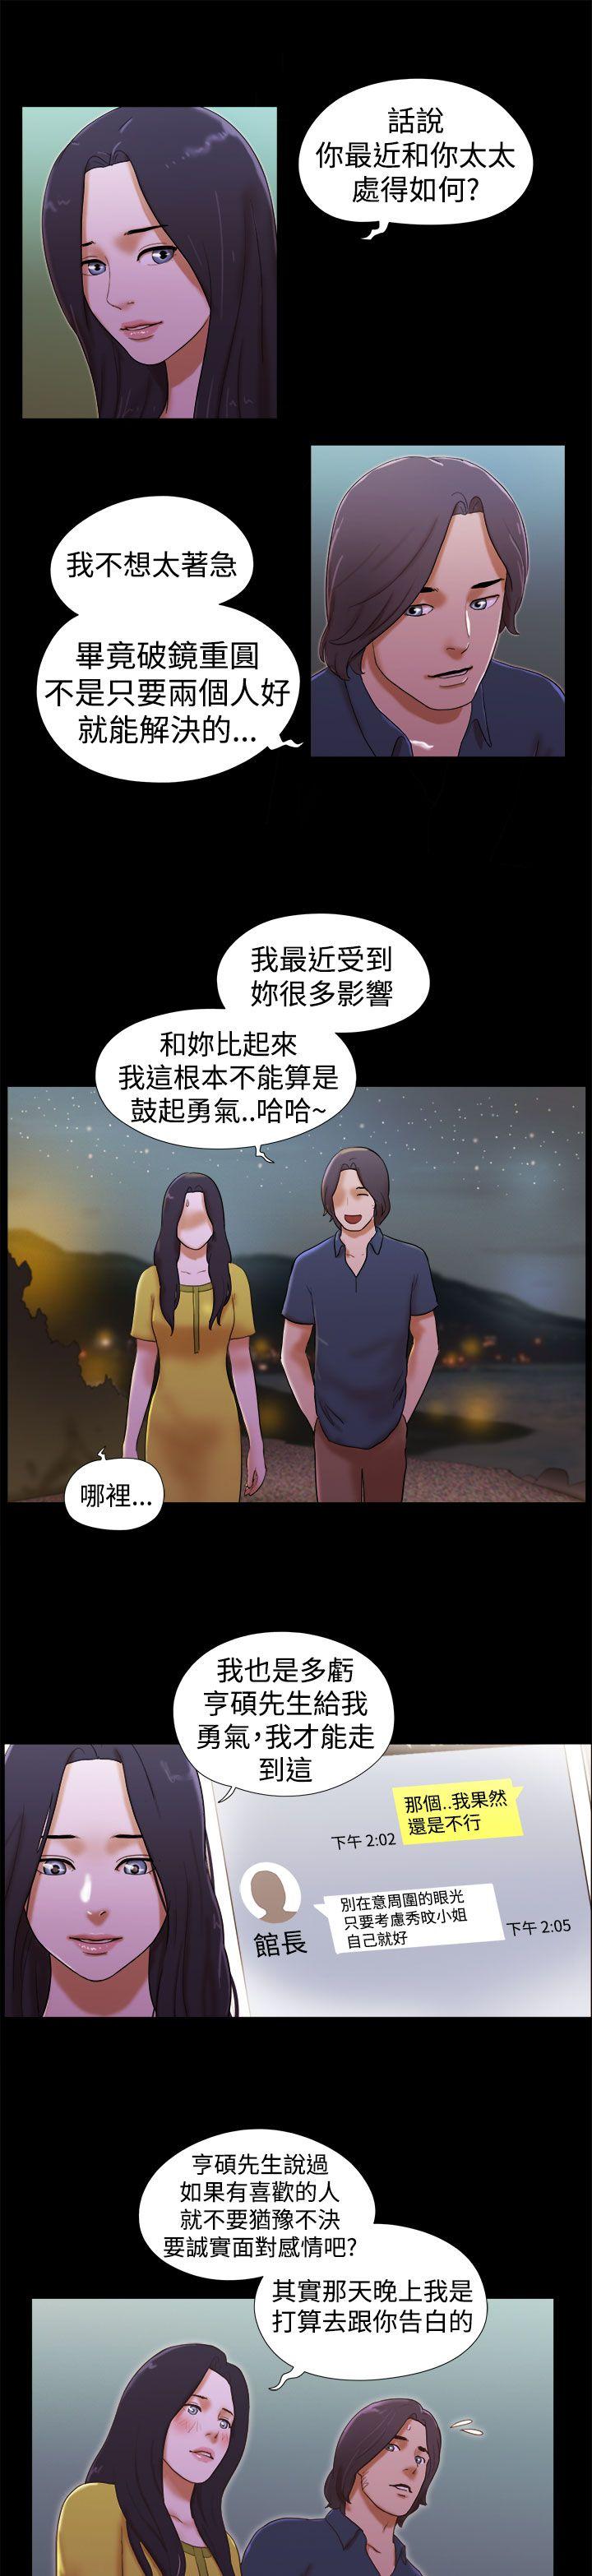 話說
你最近和你太太
處得如何?
我不想太著急
畢竟破鏡重圓
不是只要兩個人好
就能解決的...
我最近受到
妳很多影響
和妳比起來
我這根本不能算是
鼓起勇氣..哈哈~
哪裡...
我也是多虧
亨碩先生給我
勇氣,我才能走
到這
那個..我果然
還是不行
下午 2:02
館長
別在意周圍的眼光
只要考慮秀旼小姐
自己就好
下午 2:05
亨碩先生說過
如果有喜歡的人
就不要猶豫不決
要誠實面對感情吧?
其實那天晚上我是
打算去跟你告白的